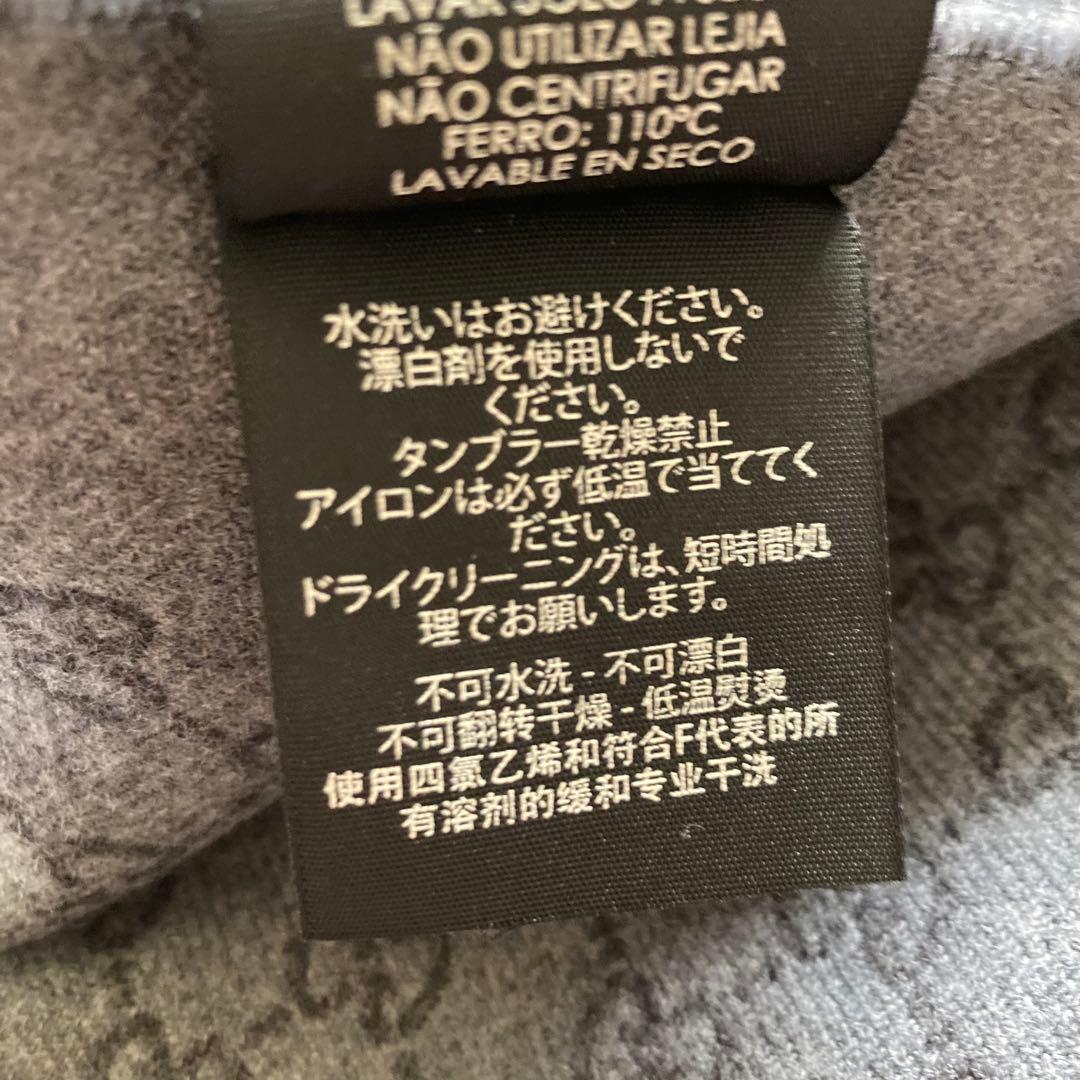 LAVAR SOLO
NÃO UTILIZAR LEJIA
NÃO CENTRIFUGAR
FERRO: 110ºC
LAVABLE EN SECO
水洗いはお避けください。
漂白剤を使用しないで
ください。
タンブラー乾燥禁止
アイロンは必ず低温で当ててく
ださい。
ドライクリーニングは、短時間処
理でお願いします。
不可水洗 - 不可漂白
不可翻转干燥 - 低温熨烫
使用四氯乙烯和符合F代表的所
有溶剂的缓和专业干洗